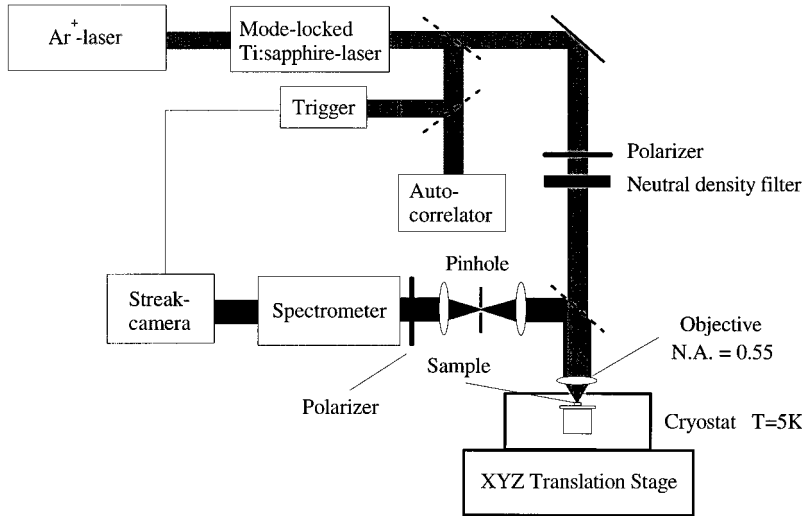 Ar+-laser
Mode-locked
Ti:sapphire-laser
Trigger
Auto-
correlator
Polarizer
Neutral density filter
Streak-
camera
Spectrometer
Pinhole
Polarizer
Sample
Objective
N.A. = 0.55
Cryostat T=5K
XYZ Translation Stage